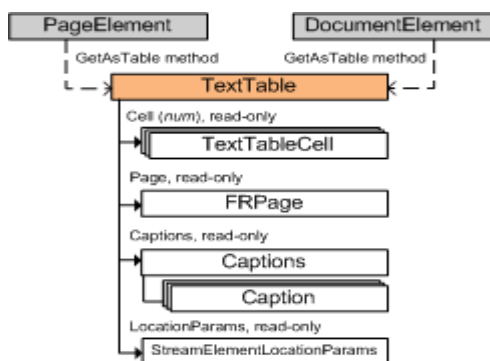 PageElement
DocumentElement
GetAsTable method
GetAsTable method
TextTable
Cell (num), read-only
TextTableCell
Page, read-only
FRPage
Captions, read-only
Captions
Caption
LocationParams, read-only
StreamElementLocationParams